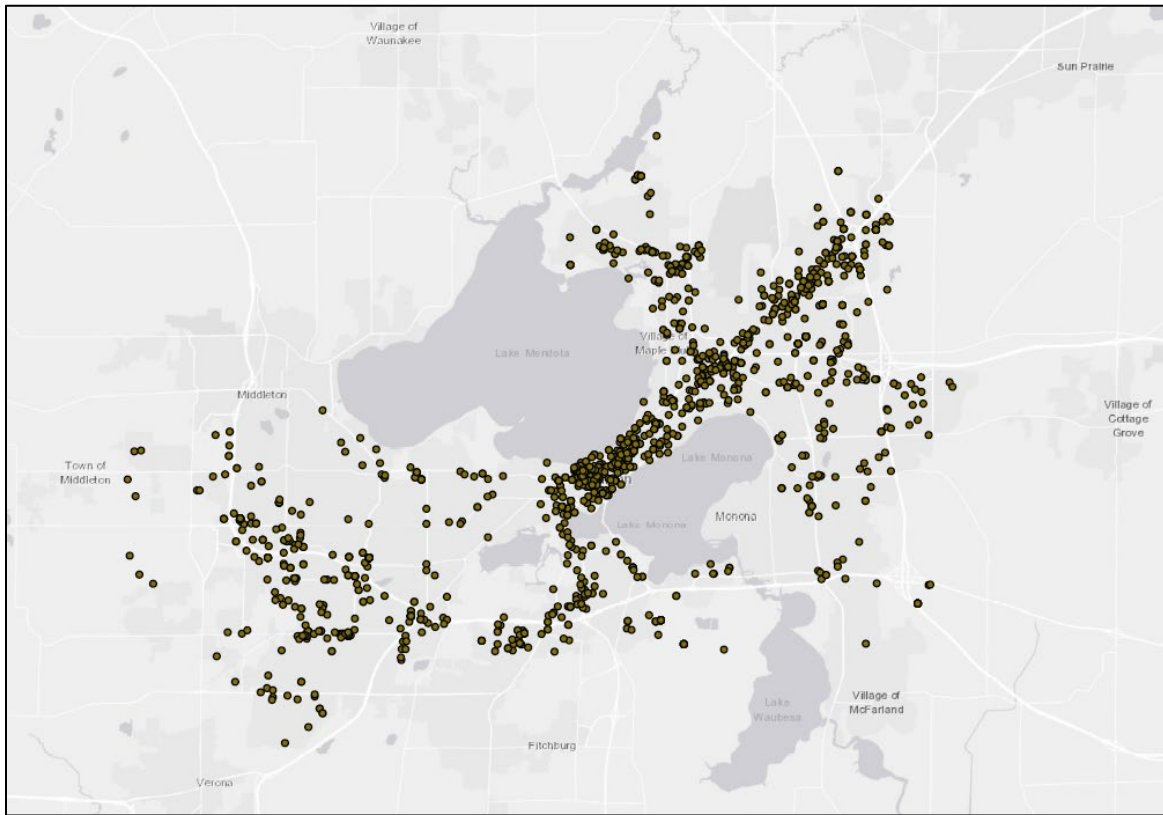 Village of
Waunakee
Sun Prairie
Village of
Lake Mendota
Middleton
Village of
Cottage
Grove
Lake Monona
Town of
Middleton
Lake Monona
Monona
Village of
McFarland
Lake
Waubesa
Fitchburg
Verona